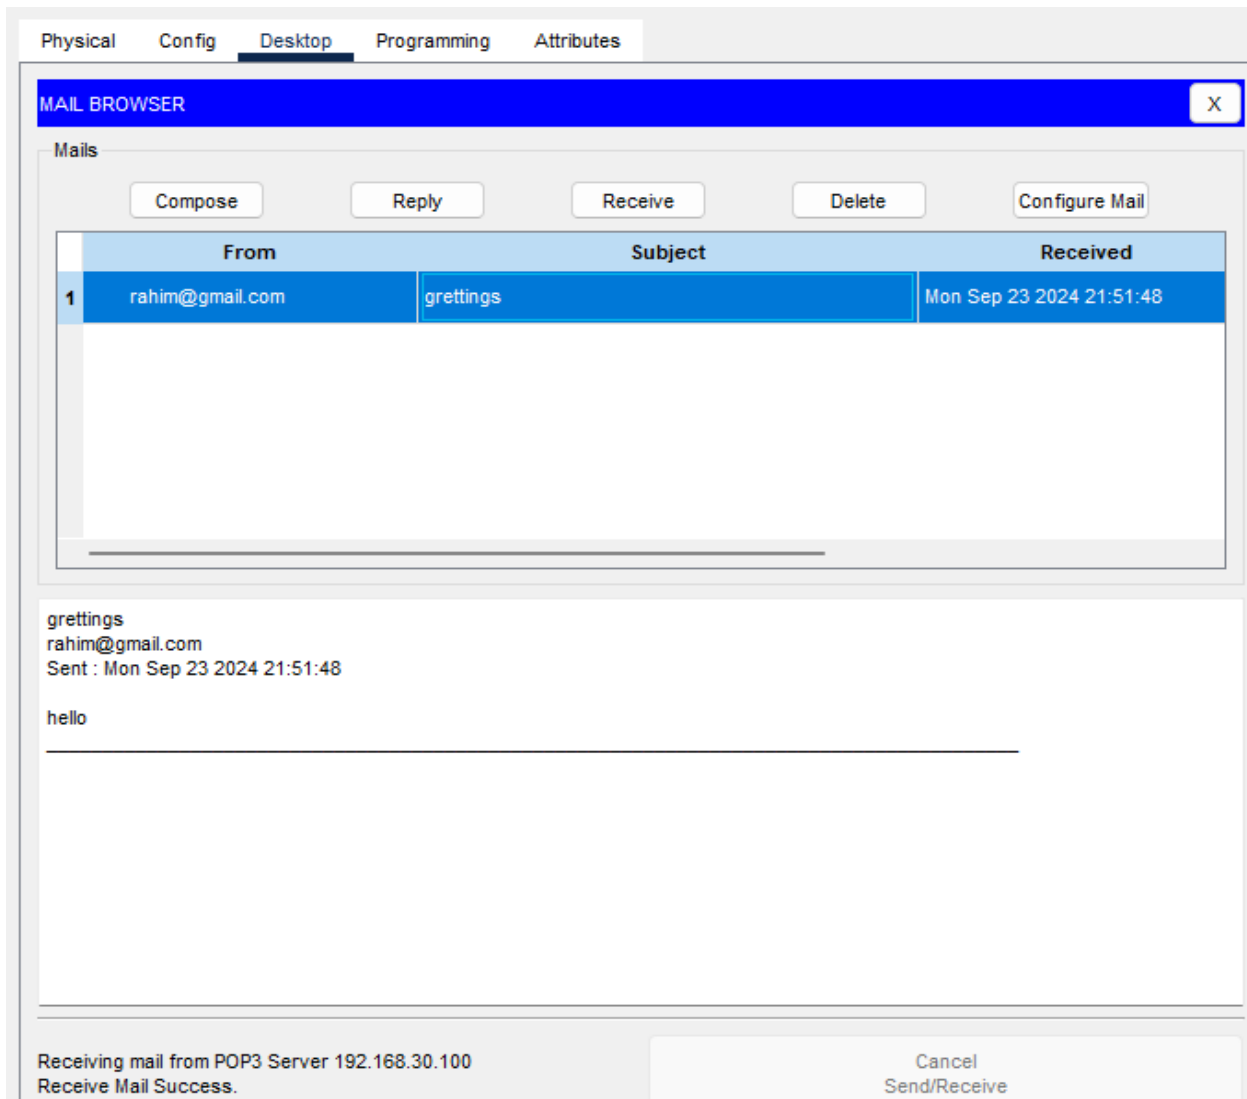 Physical Config Desktop Programming Attributes
MAIL BROWSER X
Mails
Compose Reply Receive Delete Configure Mail
From Subject Received
1 rahim@gmail.com grettings Mon Sep 23 2024 21:51:48
grettings
rahim@gmail.com
Sent : Mon Sep 23 2024 21:51:48
hello
Receiving mail from POP3 Server 192.168.30.100
Receive Mail Success.
Cancel
Send/Receive